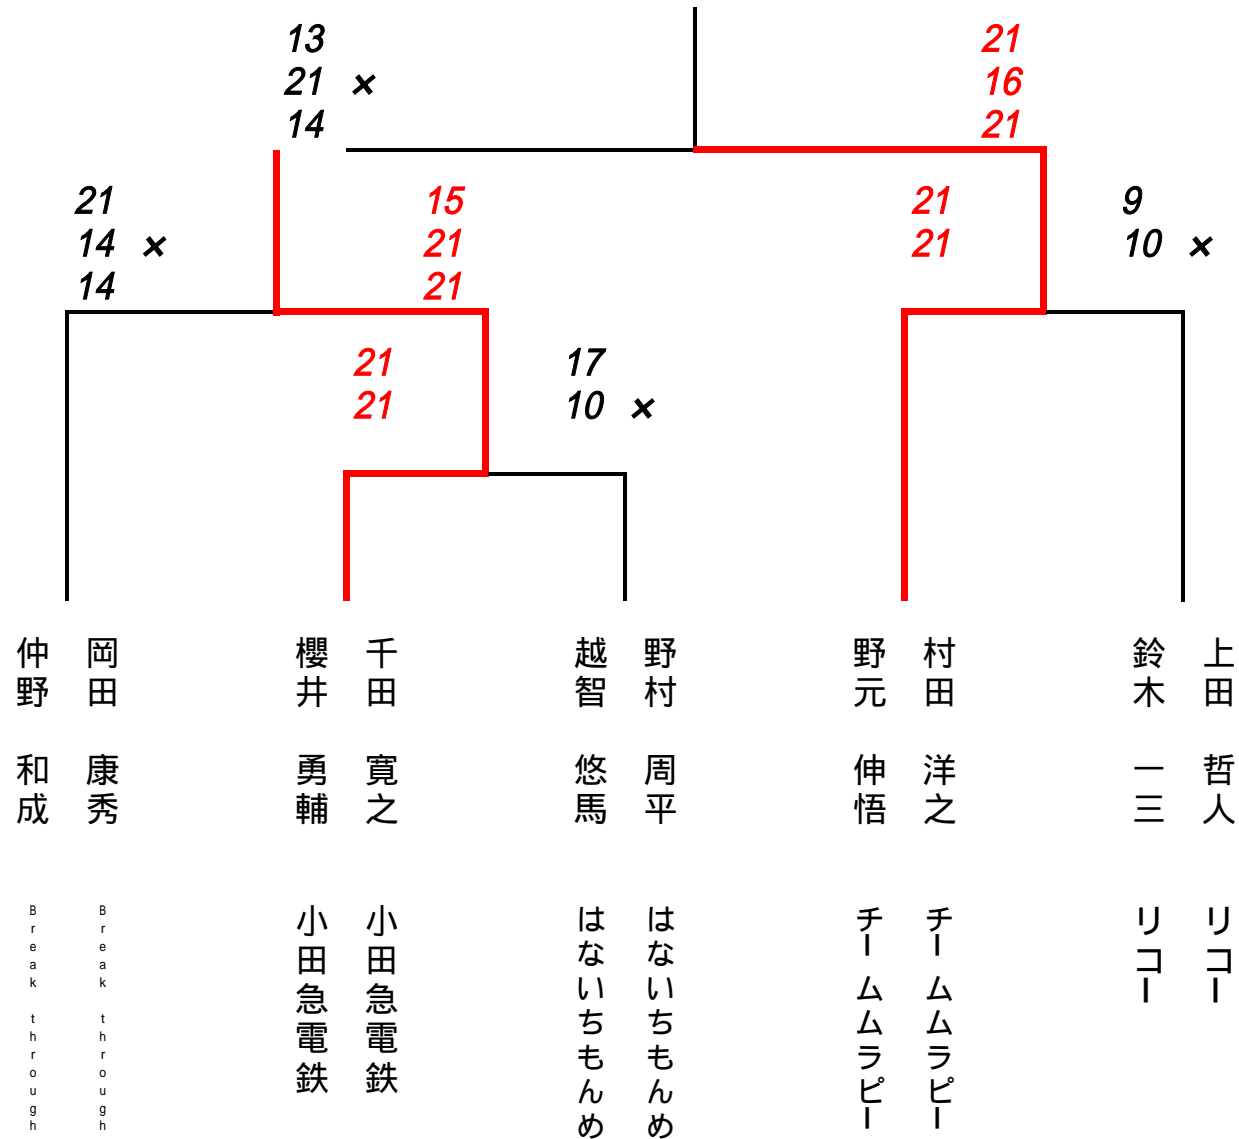 13
21 ×
14
21
16
21
21
14 ×
14
15
21
21
21
21
9
10 ×
21
21
17
10 ×
仲野 和成
岡田 康秀
櫻井 勇輔
千田 寛之
越智 悠馬
野村 周平
野元 伸悟
村田 洋之
鈴木 一三
上田 哲人
Break through
Break through
小田急電鉄
小田急電鉄
はないちもんめ
はないちもんめ
チームムラピー
チームムラピー
リコー
リコー